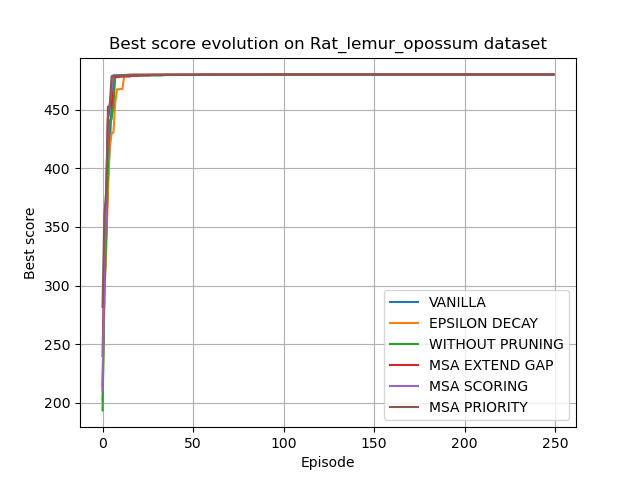 Best score evolution on Rat_lemur_opossum dataset
Best score
450
400
350
300
250
200
0
50
100
150
200
250
Episode
VANILLA
EPSILON DECAY
WITHOUT PRUNING
MSA EXTEND GAP
MSA SCORING
MSA PRIORITY